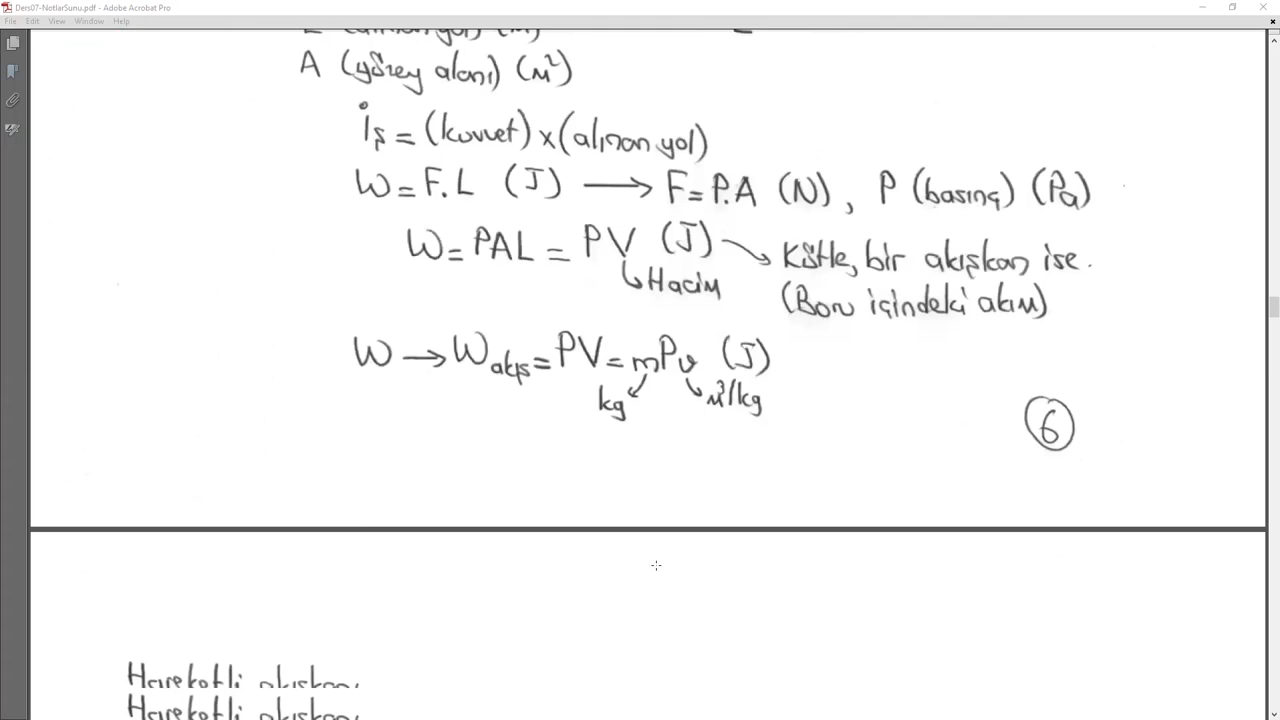 Ders07-NotlarSunu.pdf - Adobe Acrobat Pro
File Edit View Window Help
A (yüzey alanı) (m²)
İş = (kuvvet) x (alınan yol)
W = F.L (J) → F = P.A (N), P (basınç) (Pa)
W = PAL = PV (J) → Kütle, bir akışkan ise.
Hacim (Boru içindeki akım)
W → Wakış = PV = mPv (J)
kg m³/kg
6
Hareketli akışkan,
Hareketli akışkan,